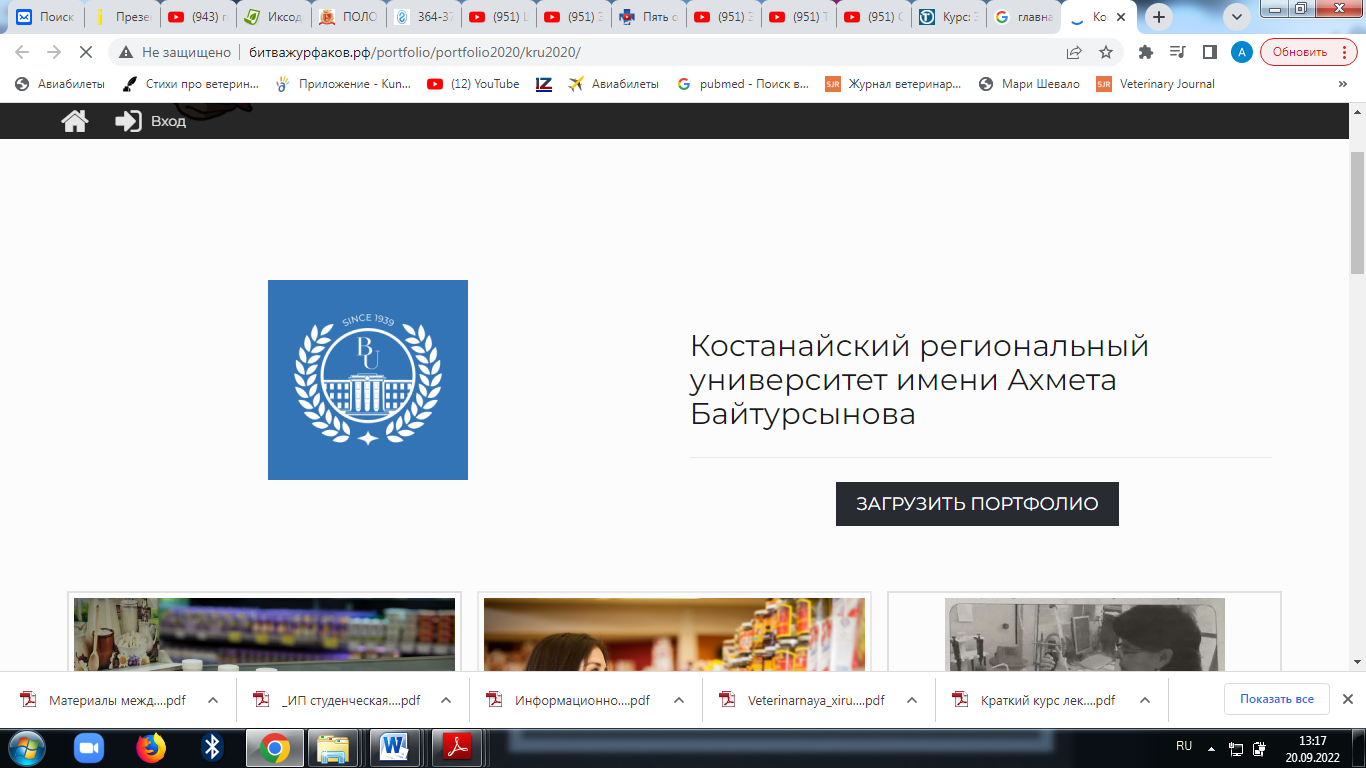 Поиск
Презе
(943) г
Иксод
ПОЛО
364-37
(951) L
(951) З
Пять о
(951) З
(951) Т
(951) С
Курс: З
главна
Ко
Не защищено
битважурфаков.рф/portfolio/portfolio2020/kru2020/
А
Обновить
Авиабилеты
Стихи про ветерин...
Приложение - Kun...
(12) YouTube
IZ
Авиабилеты
pubmed - Поиск в...
SJR
Журнал ветеринар...
Мари Шевало
SJR
Veterinary Journal
»
Вход
SINCE 1939
BU
Костанайский региональный
университет имени Ахмета
Байтурсынова
ЗАГРУЗИТЬ ПОРТФОЛИО
Материалы межд....pdf
_ИП студенческая....pdf
Информационно....pdf
Veterinarnaya_xiru....pdf
Краткий курс лек....pdf
Показать все
RU
13:17
20.09.2022